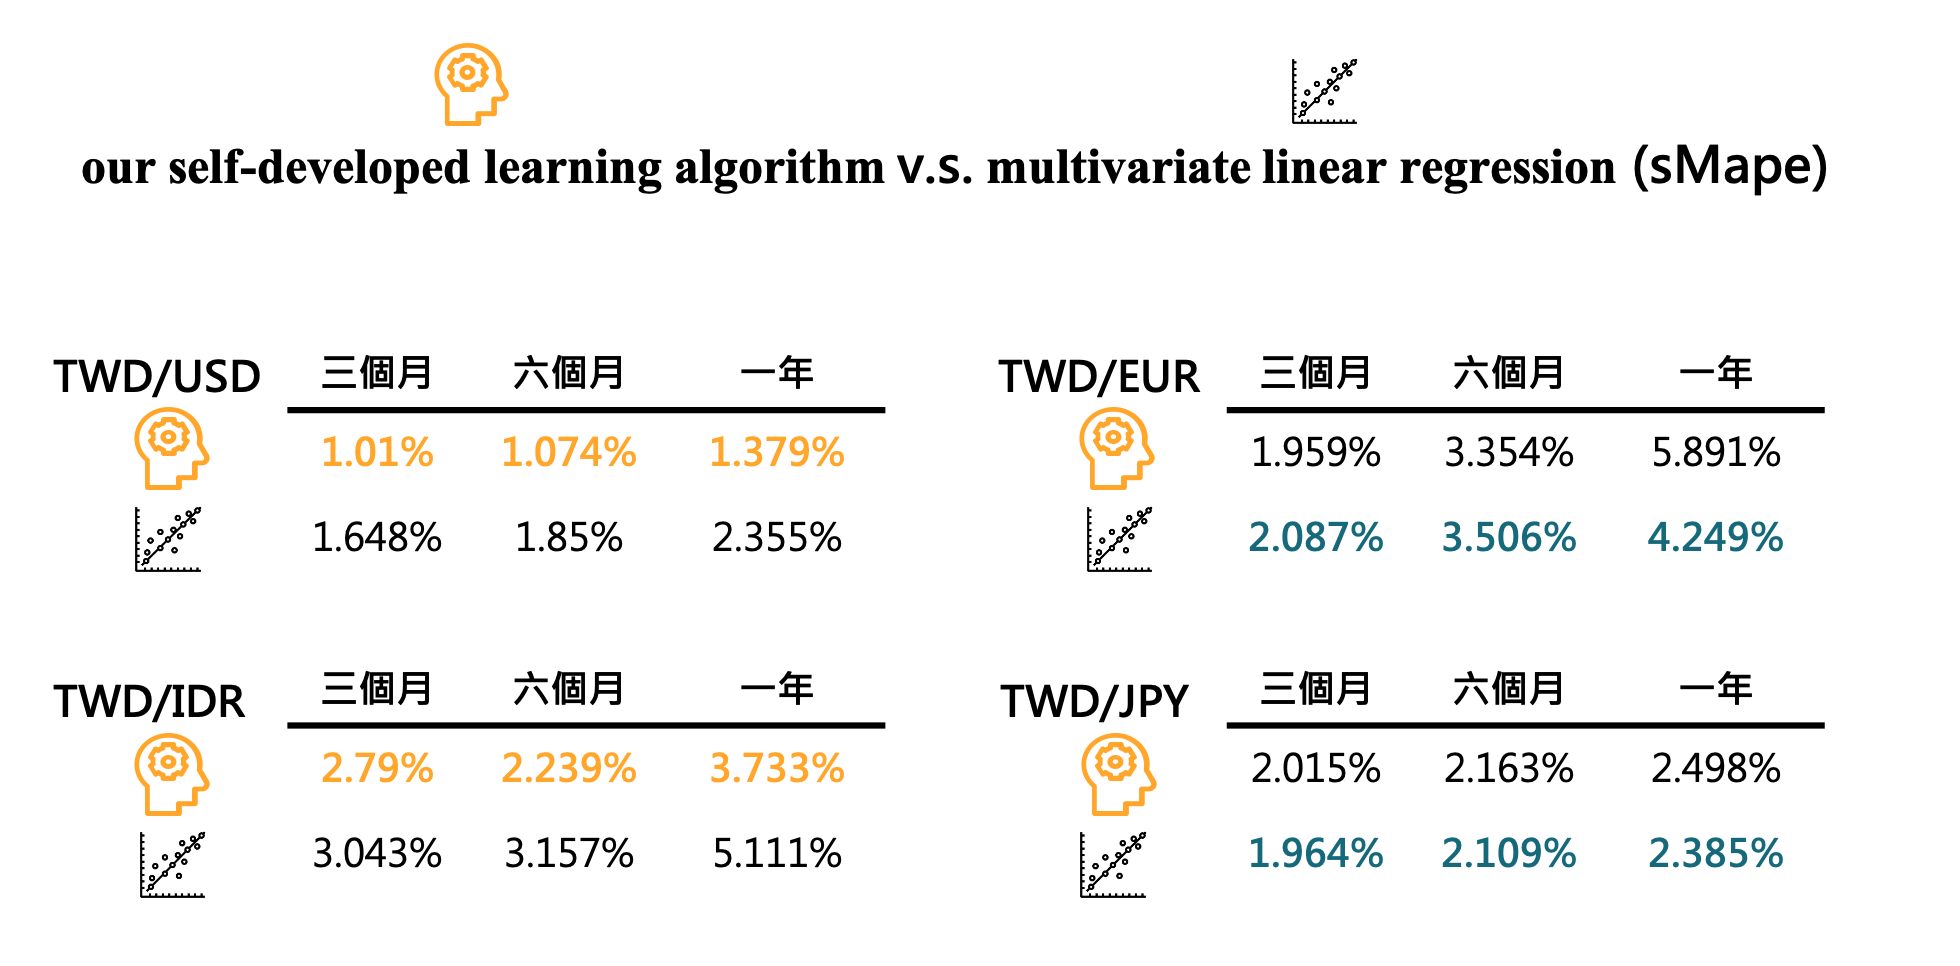 our self-developed learning algorithm v.s. multivariate linear regression (sMape)
TWD/USD 三個月 六個月 一年
1.01% 1.074% 1.379%
1.648% 1.85% 2.355%
TWD/EUR 三個月 六個月 一年
1.959% 3.354% 5.891%
2.087% 3.506% 4.249%
TWD/IDR 三個月 六個月 一年
2.79% 2.239% 3.733%
3.043% 3.157% 5.111%
TWD/JPY 三個月 六個月 一年
2.015% 2.163% 2.498%
1.964% 2.109% 2.385%